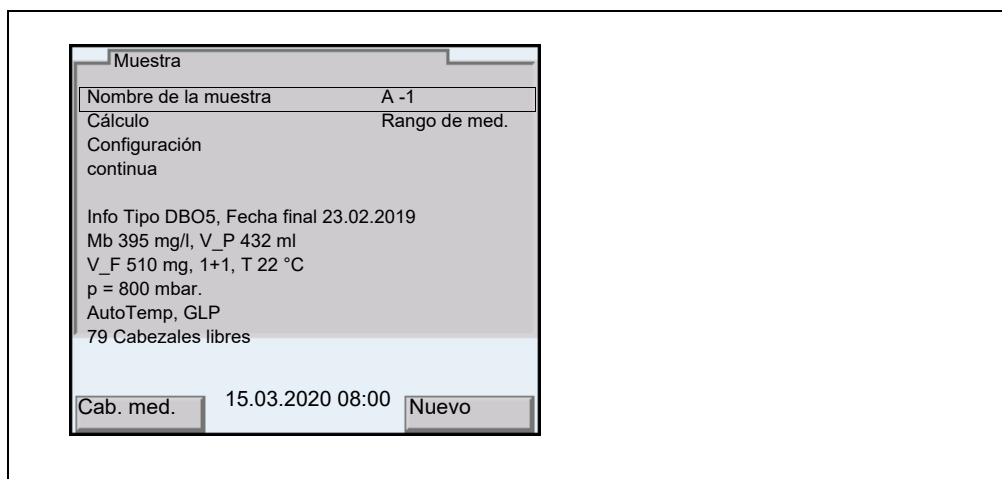 Muestra
Nombre de la muestra A -1
Cálculo Rango de med.
Configuración
continua
Info Tipo DBO5, Fecha final 23.02.2019
Mb 395 mg/l, V_P 432 ml
V_F 510 mg, 1+1, T 22 °C
p = 800 mbar.
AutoTemp, GLP
79 Cabezales libres
Cab. med. 15.03.2020 08:00 Nuevo